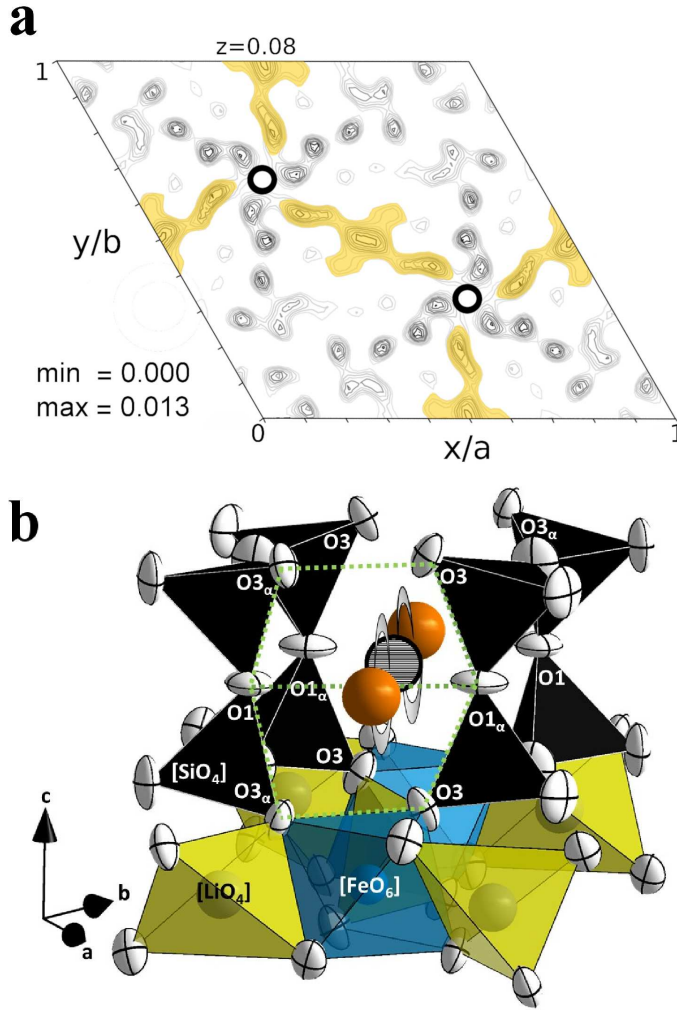 a
z=0.08
1
y/b
min = 0.000
max = 0.013
0
1
x/a
b
O3
O3α
O3α
O3
O1
O1α
O1
O1α
[SiO4]
O3
O3α
O3
c
b
a
[LiO4]
[FeO6]